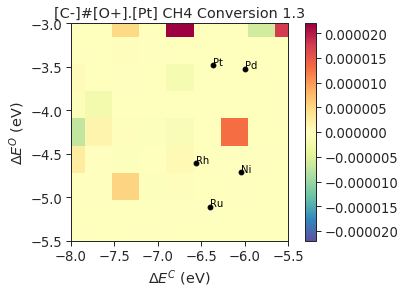 [C-]#[O+].[Pt] CH4 Conversion 1.3
−3.0
−3.5
−4.0
−4.5
−5.0
−5.5
ΔE^O (eV)
Pt
Pd
Rh
Ni
Ru
−8.0 −7.5 −7.0 −6.5 −6.0 −5.5
ΔE^C (eV)
0.000020
0.000015
0.000010
0.000005
0.000000
−0.000005
−0.000010
−0.000015
−0.000020